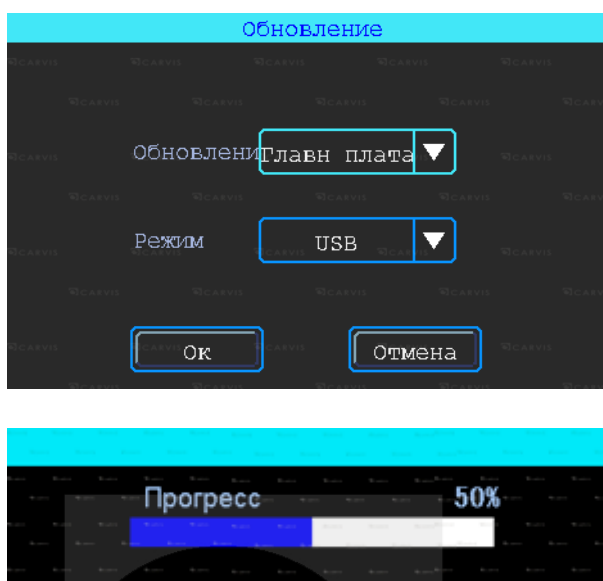 Обновление
Обновлени Главн плата
Режим USB
Ок Отмена
Прогресс 50%